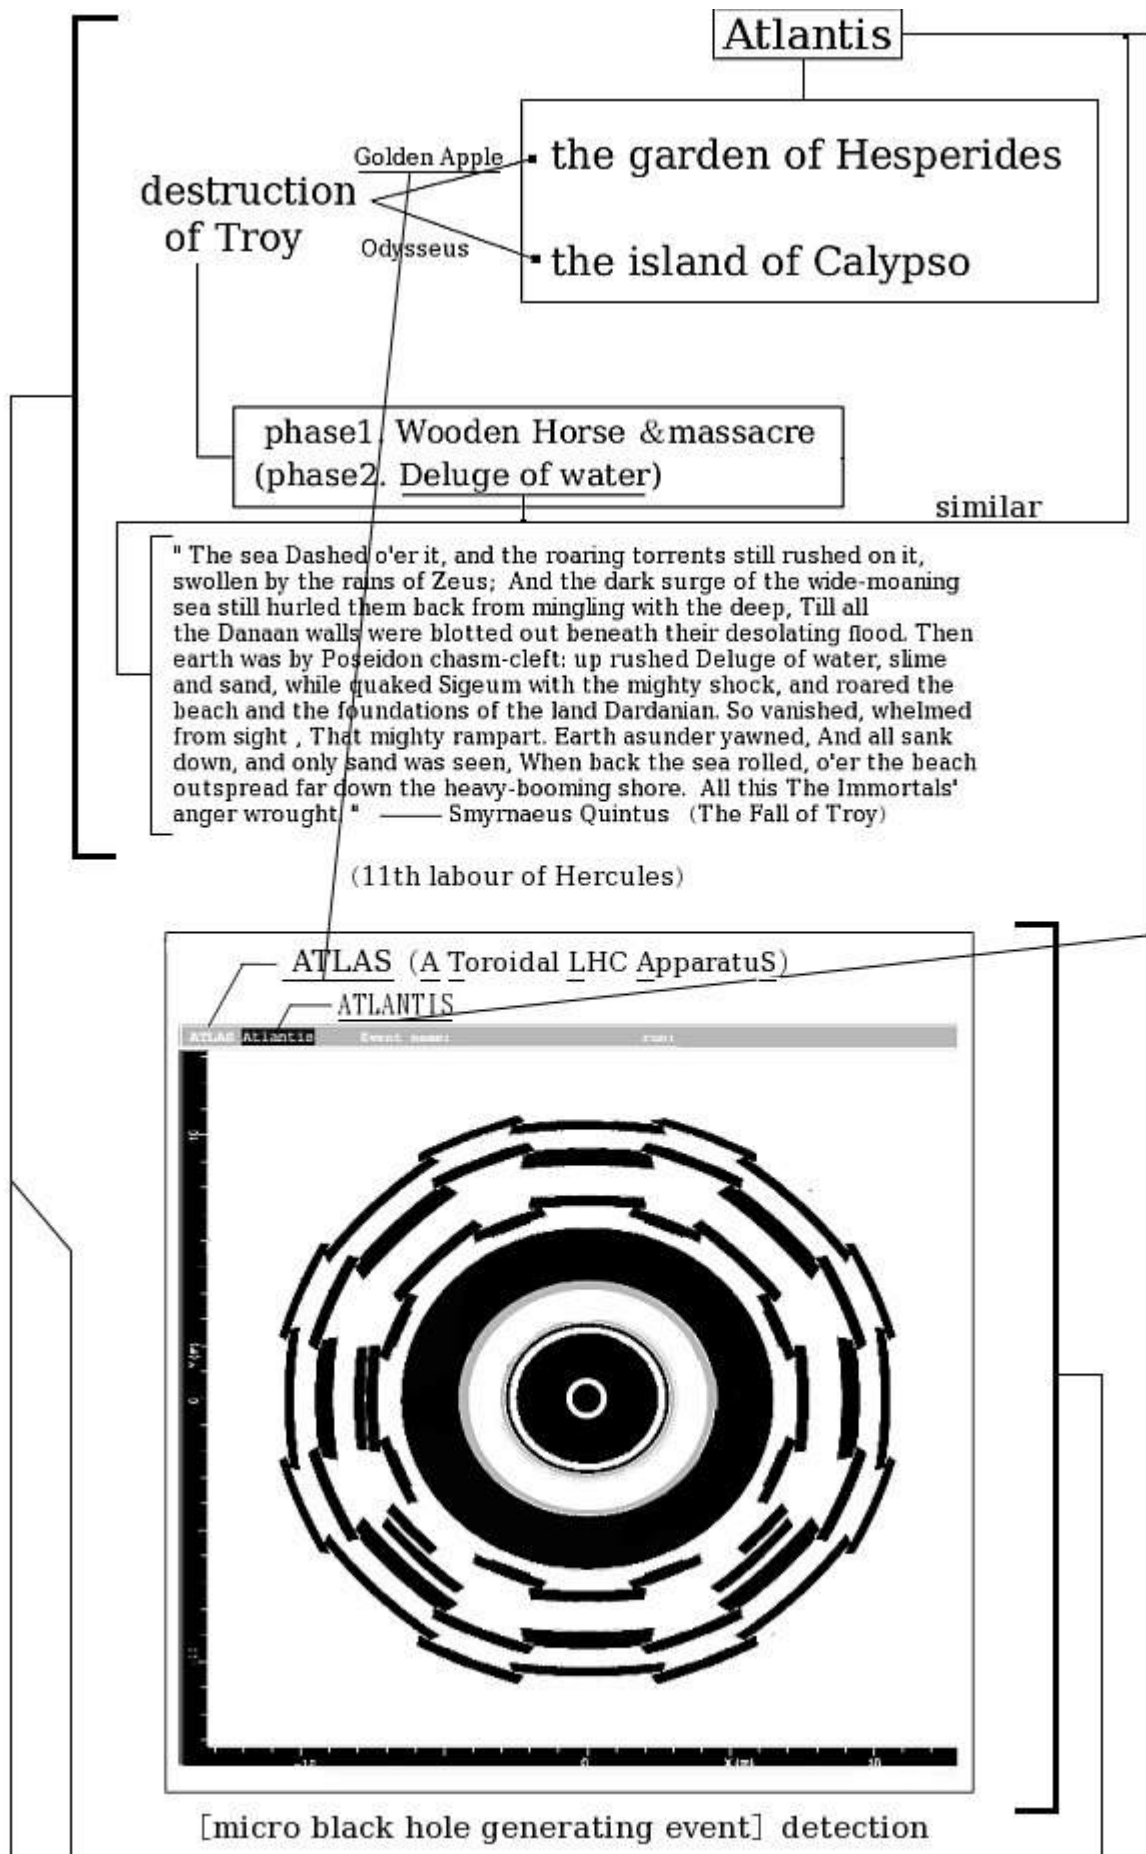 Atlantis
Golden Apple
the garden of Hesperides
destruction
of Troy
Odysseus
the island of Calypso
phase1. Wooden Horse &massacre
(phase2. Deluge of water)
similar
" The sea Dashed o'er it, and the roaring torrents still rushed on it,
swollen by the rains of Zeus; And the dark surge of the wide-moaning
sea still hurled them back from mingling with the deep, Till all
the Danaan walls were blotted out beneath their desolating flood. Then
earth was by Poseidon chasm-cleft: up rushed Deluge of water, slime
and sand, while quaked Sigeum with the mighty shock, and roared the
beach and the foundations of the land Dardanian. So vanished, whelmed
from sight , That mighty rampart. Earth asunder yawned, And all sank
down, and only sand was seen, When back the sea rolled, o'er the beach
outspread far down the heavy-booming shore. All this The Immortals'
anger wrought. " —— Smyrnaeus Quintus (The Fall of Troy)
(11th labour of Hercules)
ATLAS (A Toroidal LHC ApparatuS)
ATLANTIS
ATLAS Atlantis Event name: run:
10
Y(m)
0
-10 0 X(m) 10
[micro black hole generating event] detection